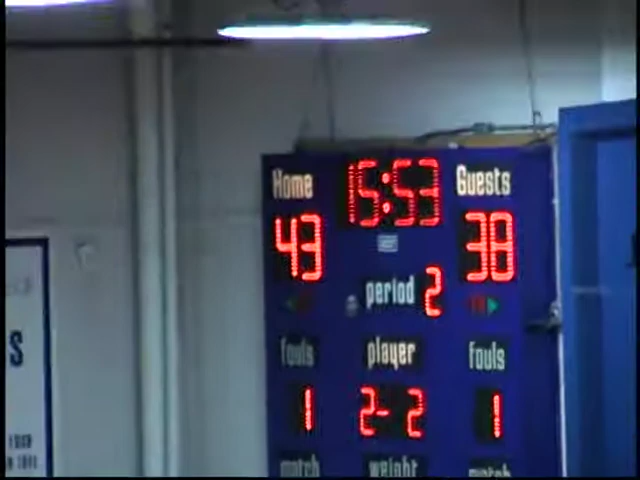 Home 15:53 Guests
43 38
period 2
fouls player fouls
1 2-2 1
match weight match
S